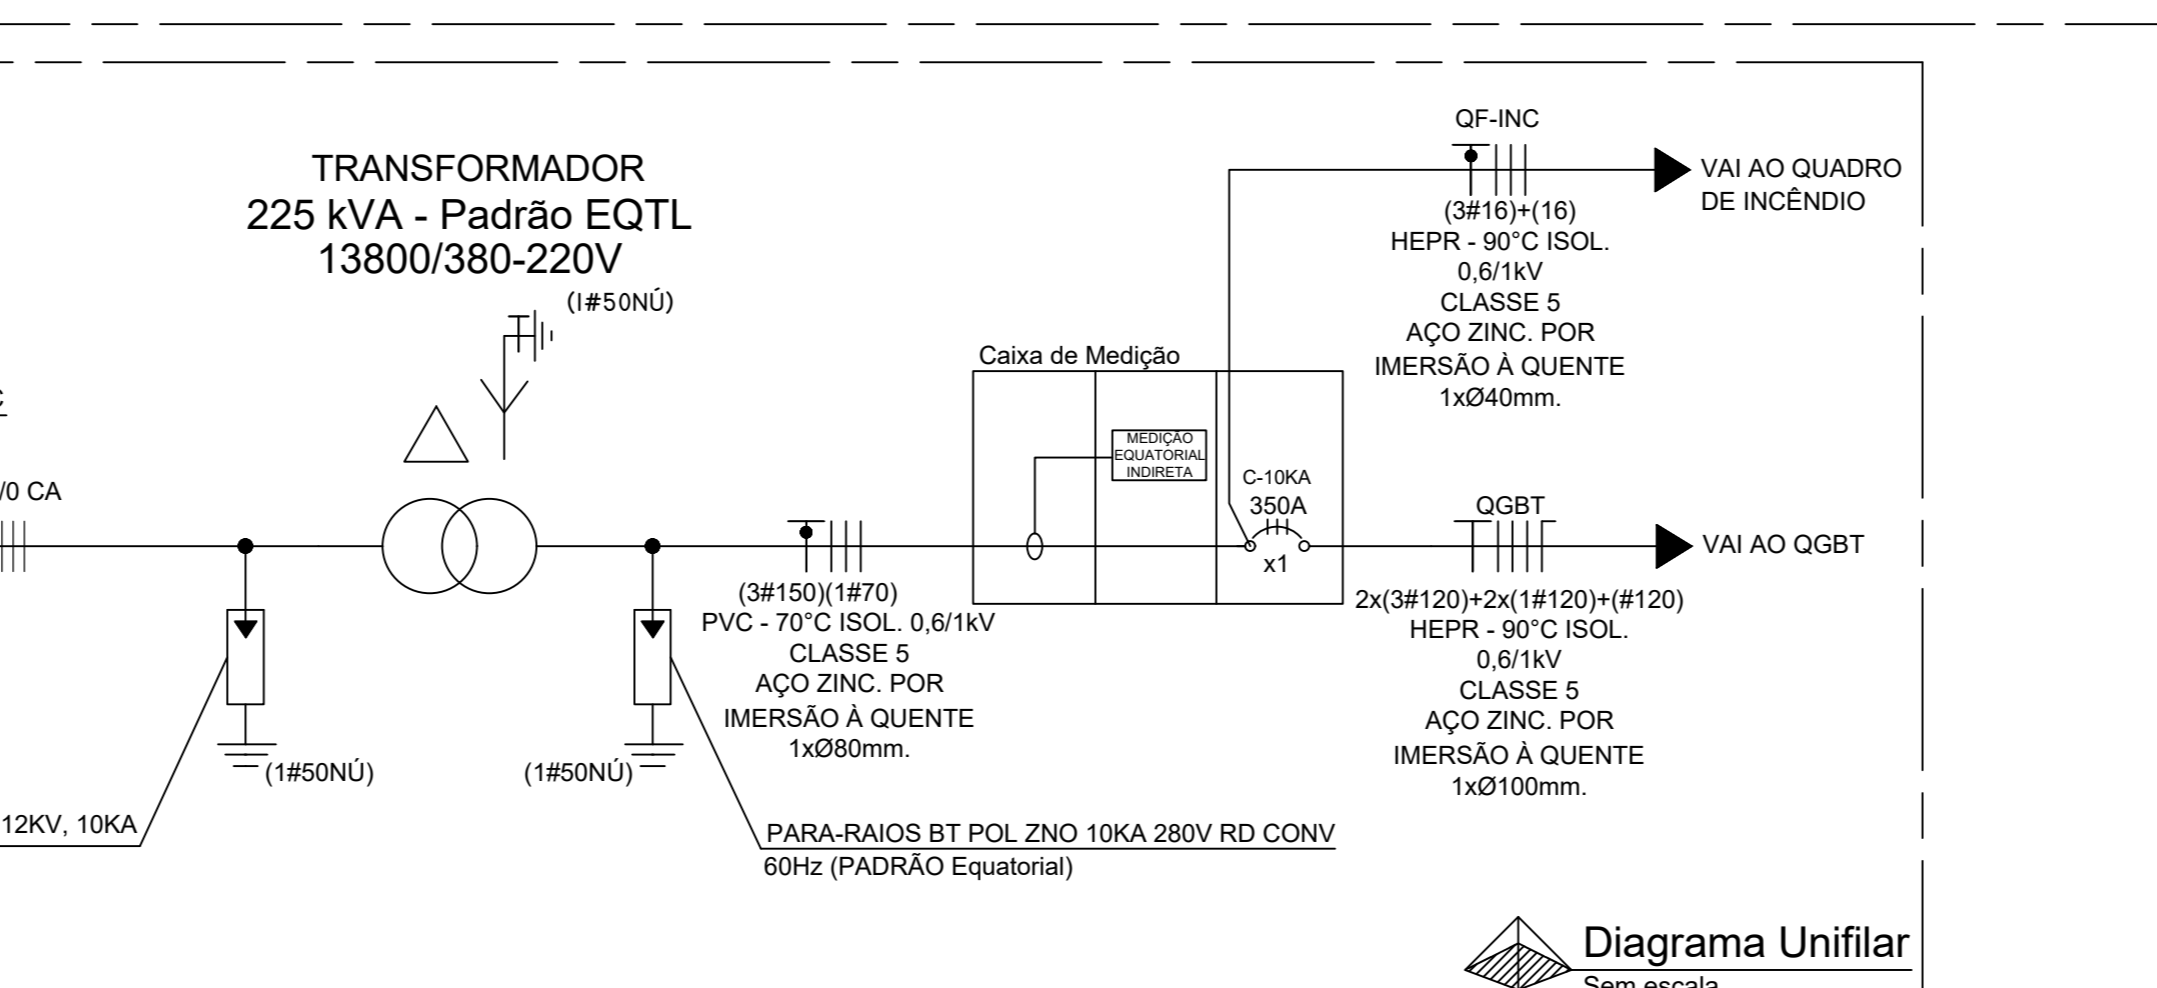 TRANSFORMADOR
225 kVA - Padrão EQTL
13800/380-220V
(I#50NÚ)
/0 CA
(1#50NÚ)
12KV, 10KA
(1#50NÚ)
(3#150)(1#70)
PVC - 70°C ISOL. 0,6/1kV
CLASSE 5
AÇO ZINC. POR
IMERSÃO À QUENTE
1xØ80mm.
PARA-RAIOS BT POL ZNO 10KA 280V RD CONV
60Hz (PADRÃO Equatorial)
Caixa de Medição
MEDIÇÃO
EQUATORIAL
INDIRETA
C-10KA
350A
x1
QF-INC
VAI AO QUADRO
DE INCÊNDIO
(3#16)+(16)
HEPR - 90°C ISOL.
0,6/1kV
CLASSE 5
AÇO ZINC. POR
IMERSÃO À QUENTE
1xØ40mm.
QGBT
VAI AO QGBT
2x(3#120)+2x(1#120)+(#120)
HEPR - 90°C ISOL.
0,6/1kV
CLASSE 5
AÇO ZINC. POR
IMERSÃO À QUENTE
1xØ100mm.
Diagrama Unifilar
Sem escala